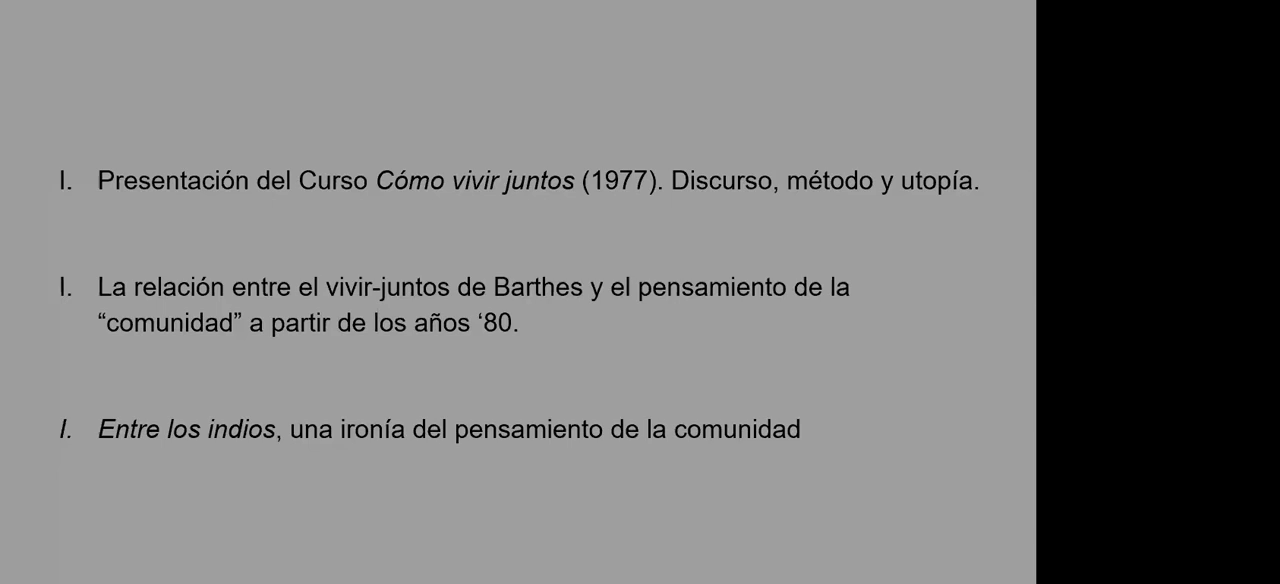 I. Presentación del Curso Cómo vivir juntos (1977). Discurso, método y utopía.
I. La relación entre el vivir-juntos de Barthes y el pensamiento de la
“comunidad” a partir de los años ‘80.
I. Entre los indios, una ironía del pensamiento de la comunidad